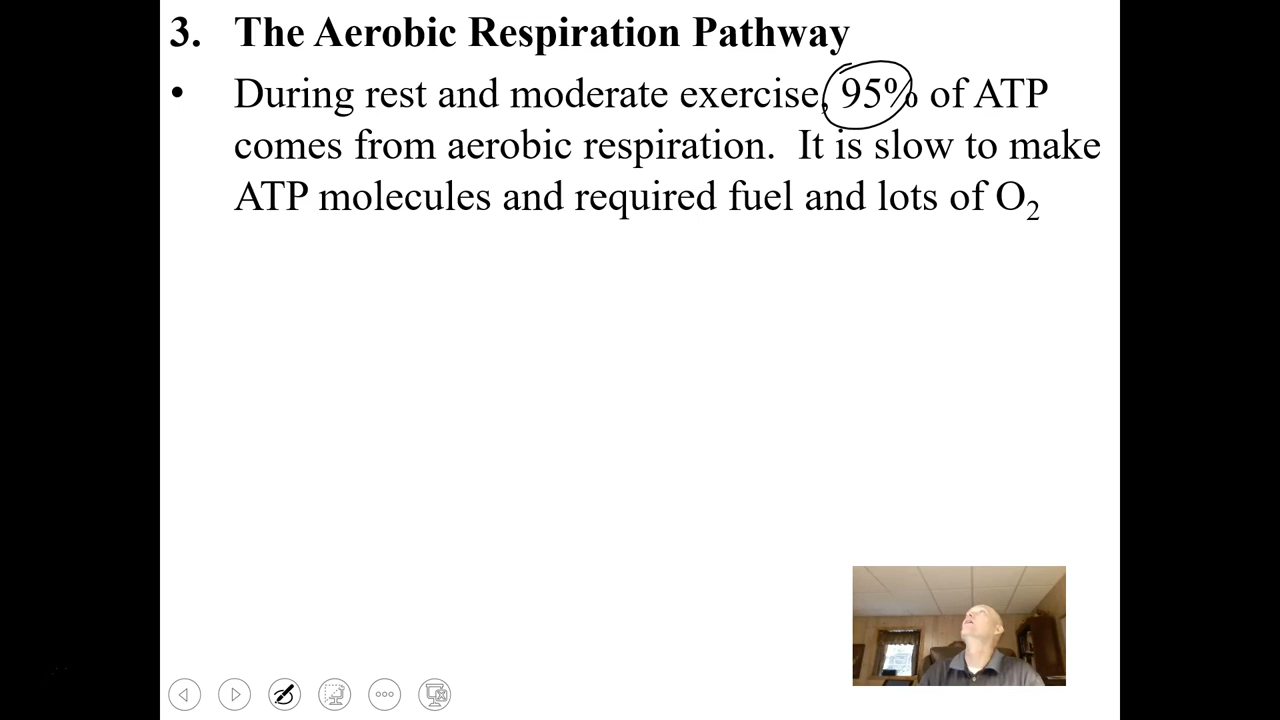 3. The Aerobic Respiration Pathway
• During rest and moderate exercise, 95% of ATP
comes from aerobic respiration. It is slow to make
ATP molecules and required fuel and lots of O₂